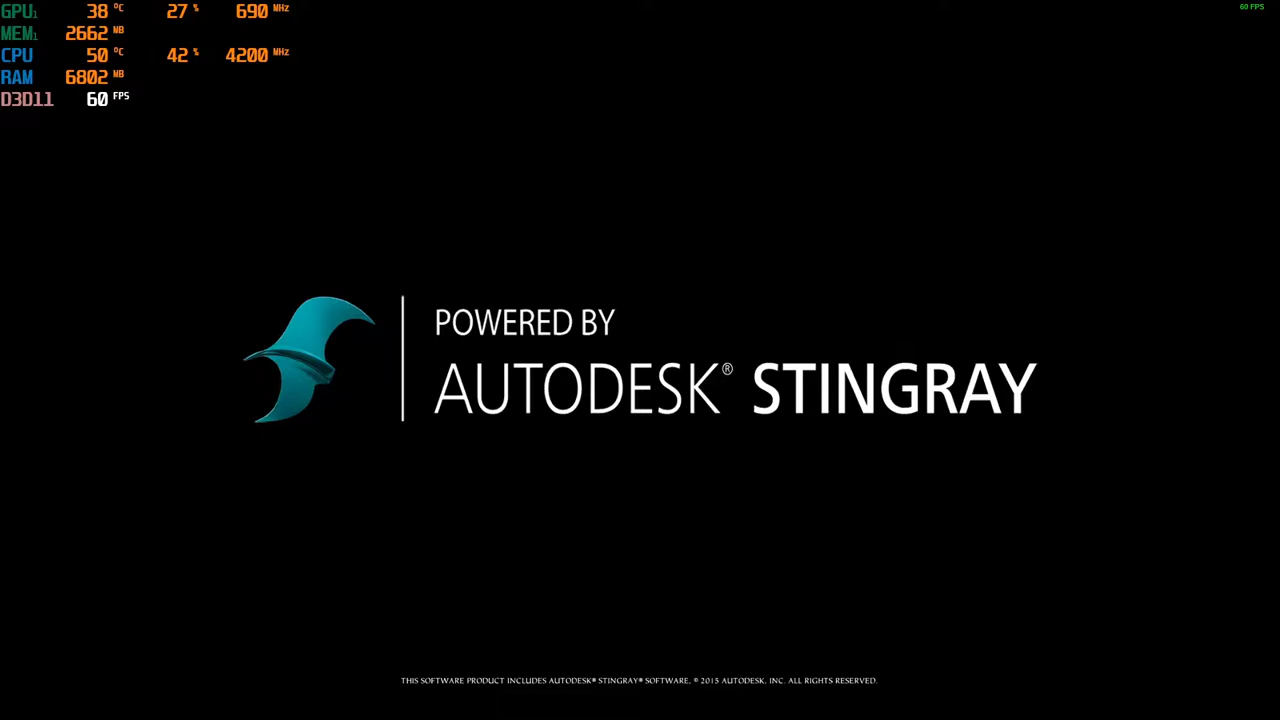 GPU1 38 °C 27 % 690 MHz
MEM1 2662 MB
CPU 50 °C 42 % 4200 MHz
RAM 6802 MB
D3D11 60 FPS
60 FPS
POWERED BY
AUTODESK® STINGRAY
THIS SOFTWARE PRODUCT INCLUDES AUTODESK® STINGRAY® SOFTWARE, © 2015 AUTODESK, INC. ALL RIGHTS RESERVED.